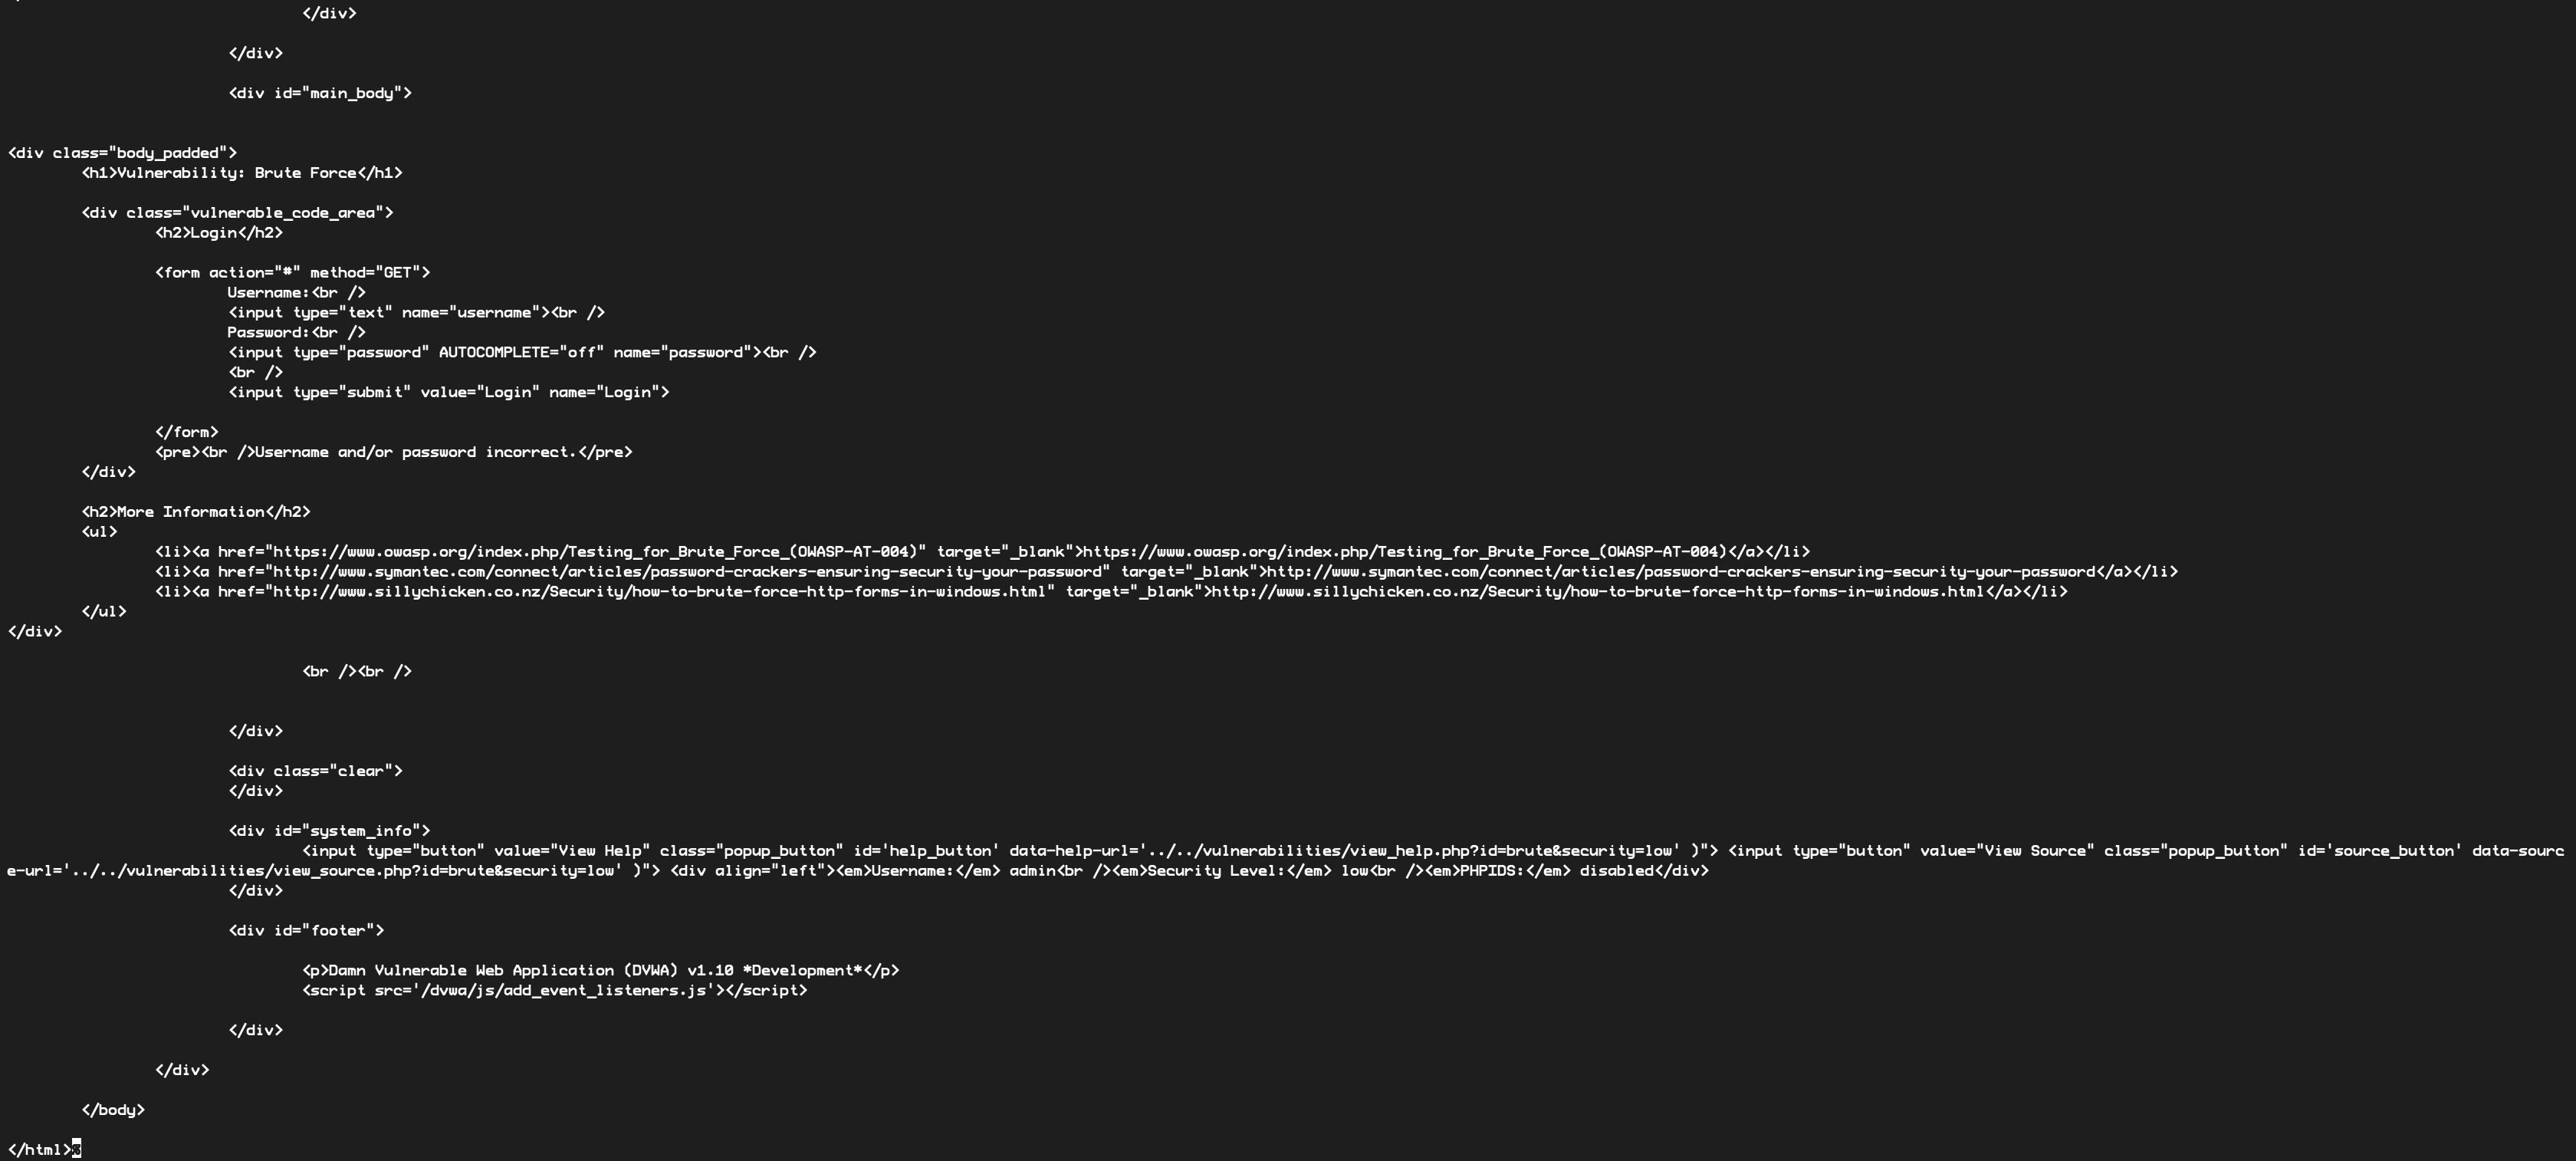 </div>
</div>
<div id="main_body">
<div class="body_padded">
<h1>Vulnerability: Brute Force</h1>
<div class="vulnerable_code_area">
<h2>Login</h2>
<form action="#" method="GET">
Username:<br />
<input type="text" name="username"><br />
Password:<br />
<input type="password" AUTOCOMPLETE="off" name="password"><br />
<br />
<input type="submit" value="Login" name="Login">
</form>
<pre><br />Username and/or password incorrect.</pre>
</div>
<h2>More Information</h2>
<ul>
<li><a href="https://www.owasp.org/index.php/Testing_for_Brute_Force_(OWASP-AT-004)" target="_blank">https://www.owasp.org/index.php/Testing_for_Brute_Force_(OWASP-AT-004)</a></li>
<li><a href="http://www.symantec.com/connect/articles/password-crackers-ensuring-security-your-password" target="_blank">http://www.symantec.com/connect/articles/password-crackers-ensuring-security-your-password</a></li>
<li><a href="http://www.sillychicken.co.nz/Security/how-to-brute-force-http-forms-in-windows.html" target="_blank">http://www.sillychicken.co.nz/Security/how-to-brute-force-http-forms-in-windows.html</a></li>
</ul>
</div>
<br /><br />
</div>
<div class="clear">
</div>
<div id="system_info">
<input type="button" value="View Help" class="popup_button" id='help_button' data-help-url='../../vulnerabilities/view_help.php?id=brute&security=low' )"> <input type="button" value="View Source" class="popup_button" id='source_button' data-sourc
e-url='../../vulnerabilities/view_source.php?id=brute&security=low' )"> <div align="left"><em>Username:</em> admin<br /><em>Security Level:</em> low<br /><em>PHPIDS:</em> disabled</div>
</div>
<div id="footer">
<p>Damn Vulnerable Web Application (DVWA) v1.10 *Development*</p>
<script src='/dvwa/js/add_event_listeners.js'></script>
</div>
</div>
</body>
</html>%